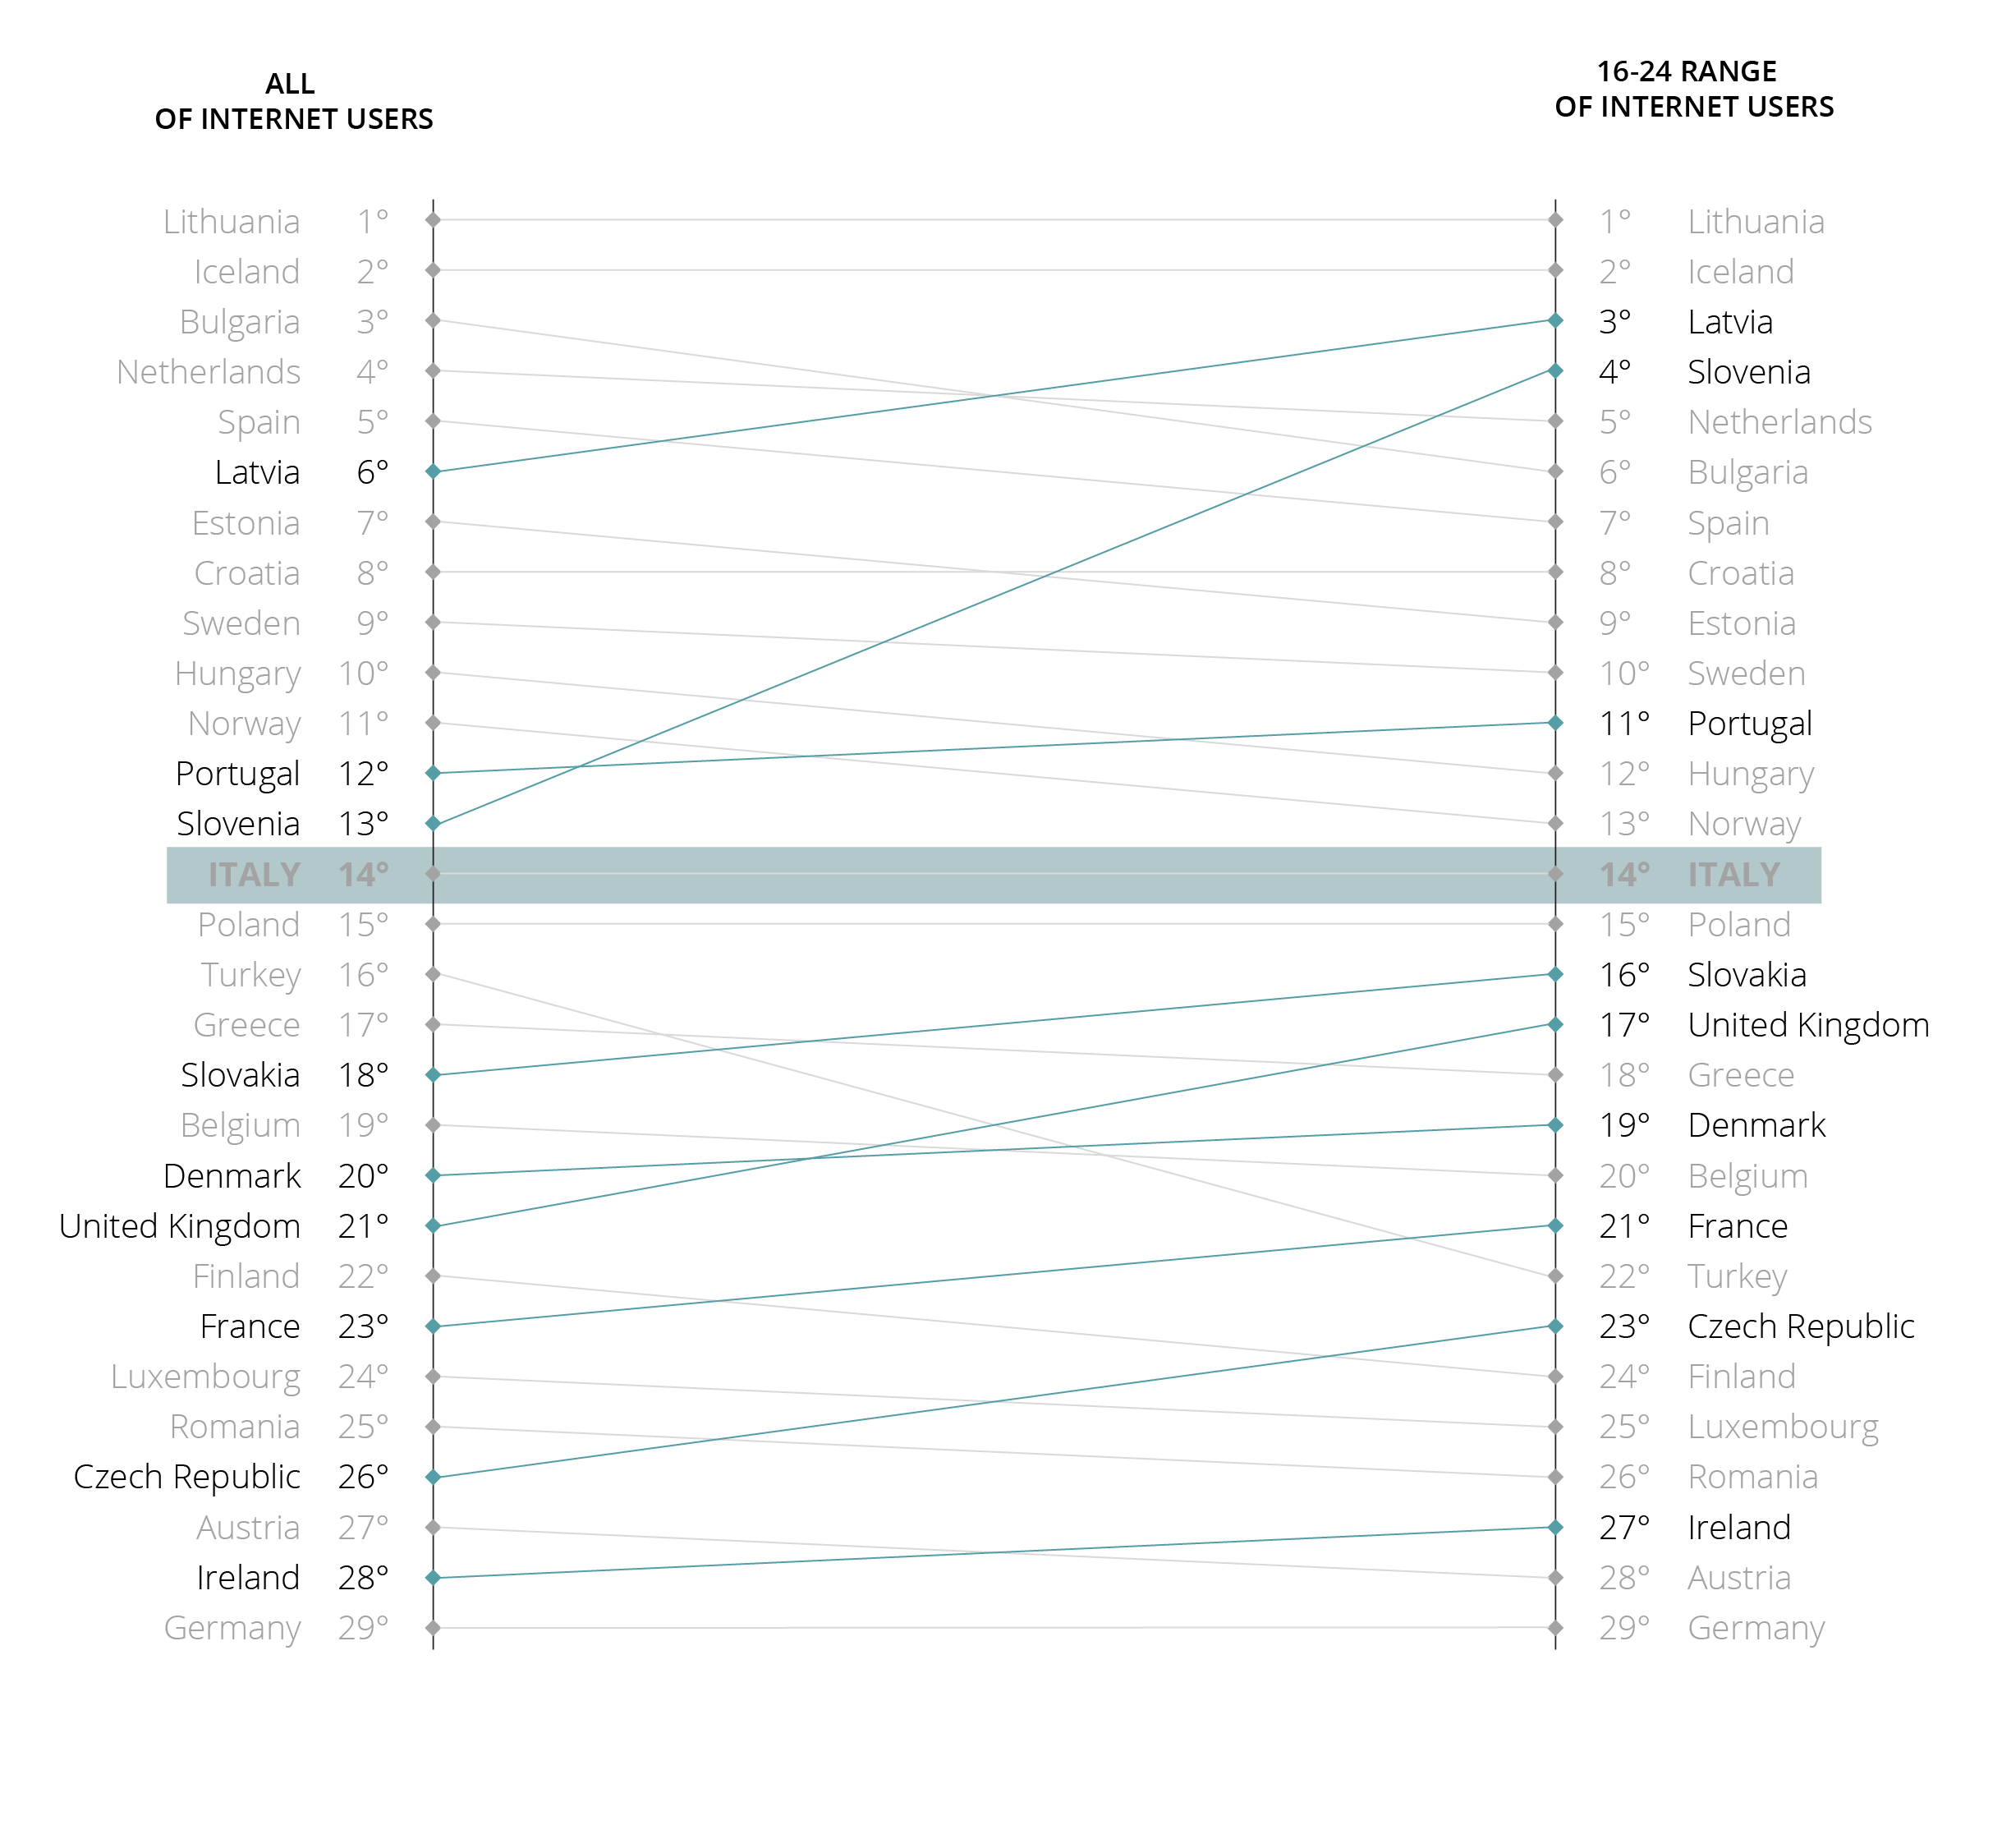 ALL
OF INTERNET USERS
16-24 RANGE
OF INTERNET USERS
Lithuania 1° 1° Lithuania
Iceland 2° 2° Iceland
Bulgaria 3° 3° Latvia
Netherlands 4° 4° Slovenia
Spain 5° 5° Netherlands
Latvia 6° 6° Bulgaria
Estonia 7° 7° Spain
Croatia 8° 8° Croatia
Sweden 9° 9° Estonia
Hungary 10° 10° Sweden
Norway 11° 11° Portugal
Portugal 12° 12° Hungary
Slovenia 13° 13° Norway
ITALY 14° 14° ITALY
Poland 15° 15° Poland
Turkey 16° 16° Slovakia
Greece 17° 17° United Kingdom
Slovakia 18° 18° Greece
Belgium 19° 19° Denmark
Denmark 20° 20° Belgium
United Kingdom 21° 21° France
Finland 22° 22° Turkey
France 23° 23° Czech Republic
Luxembourg 24° 24° Finland
Romania 25° 25° Luxembourg
Czech Republic 26° 26° Romania
Austria 27° 27° Ireland
Ireland 28° 28° Austria
Germany 29° 29° Germany